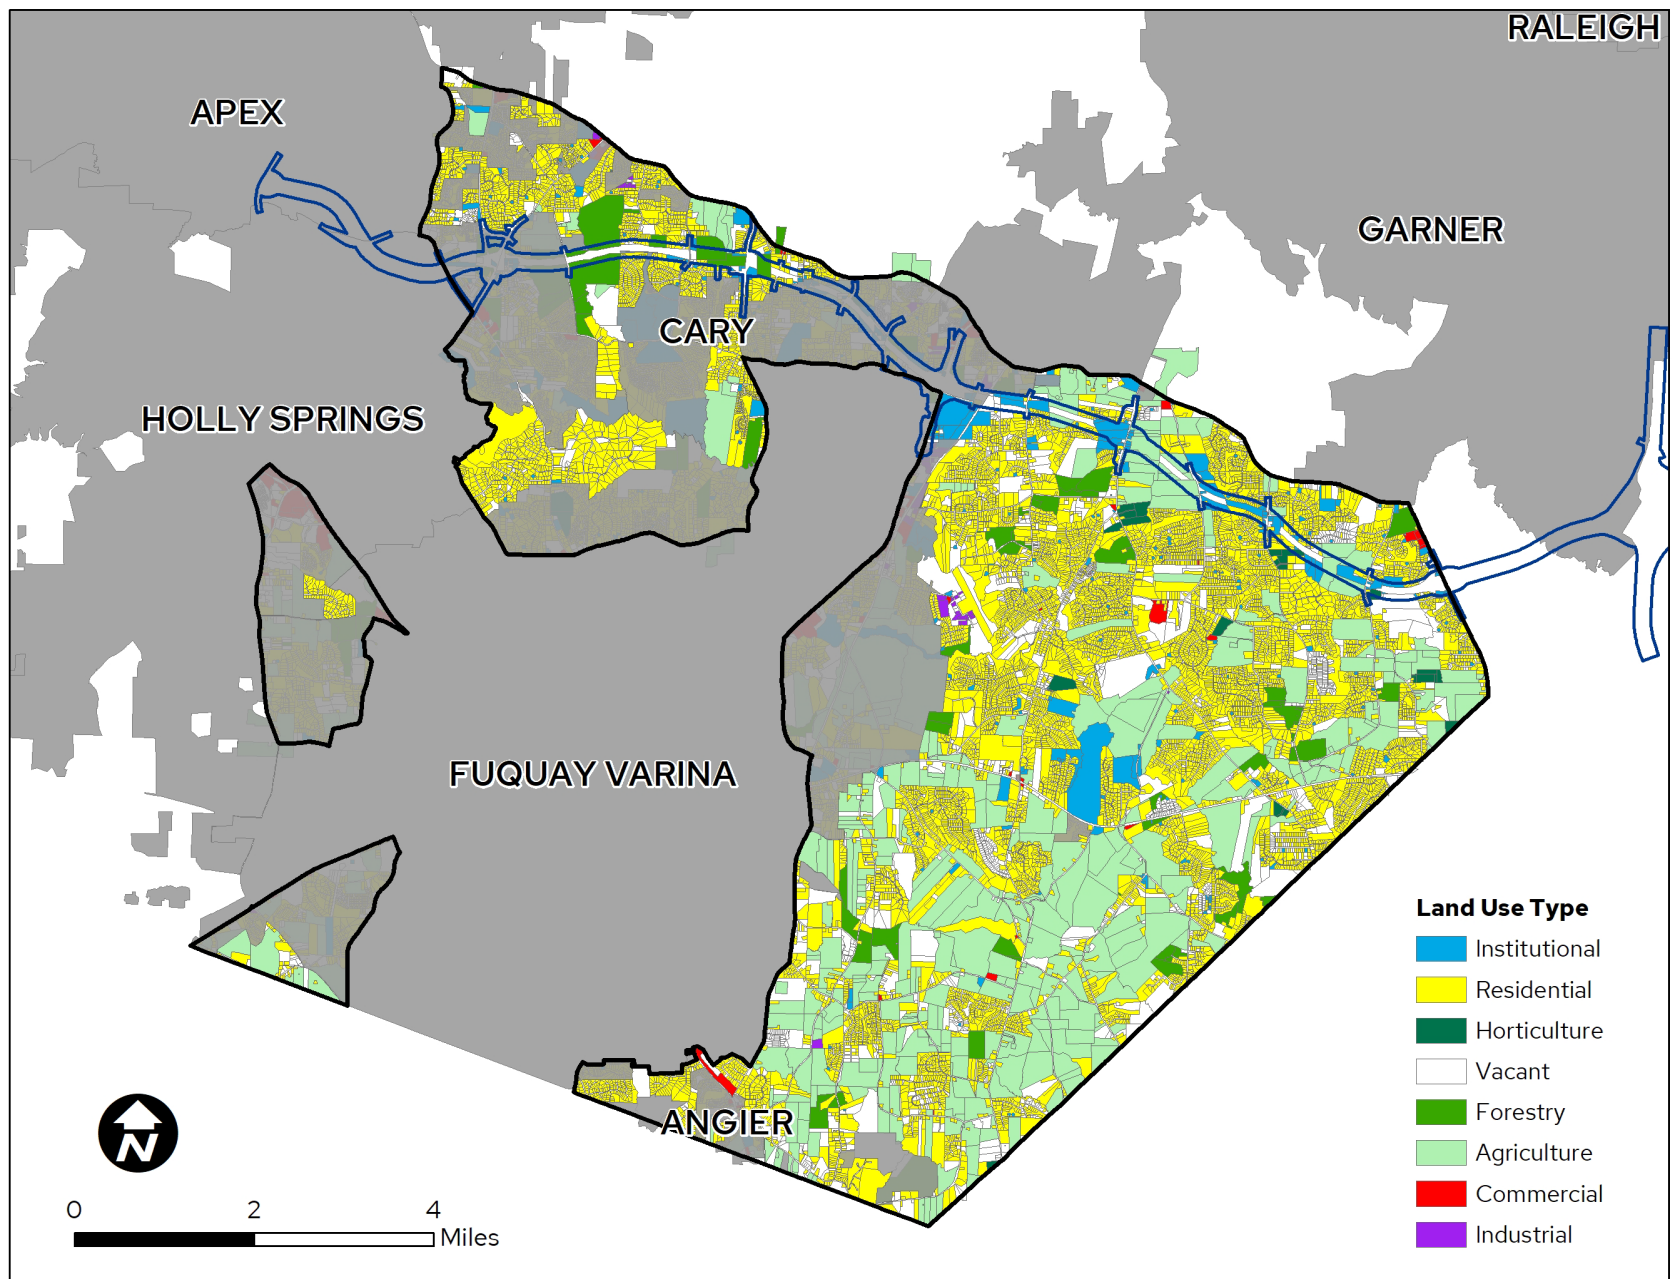 RALEIGH
APEX
GARNER
CARY
HOLLY SPRINGS
FUQUAY VARINA
ANGIER
Land Use Type
Institutional
Residential
Horticulture
Vacant
Forestry
Agriculture
Commercial
Industrial
N
0 2 4
Miles